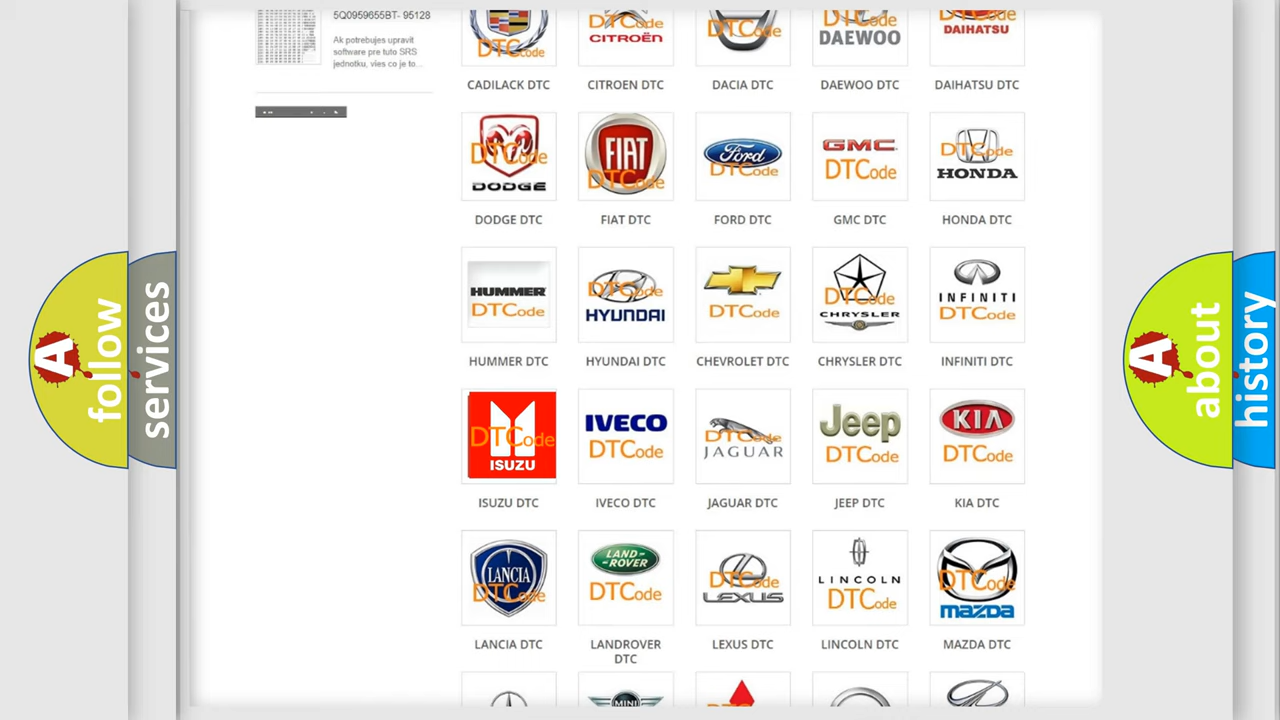 5Q0959655BT- 95128
Ak potrebujes upravit
software pre tuto SRS
jednotku, vies co je to...
DTCode
DTCode
CITROËN
DTCode
DAEWOO
DTCode
DAIHATSU
CADILACK DTC
CITROEN DTC
DACIA DTC
DAEWOO DTC
DAIHATSU DTC
DTCode
DODGE
FIAT
DTCode
Ford
DTCode
GMC
DTCode
DTCode
HONDA
DODGE DTC
FIAT DTC
FORD DTC
GMC DTC
HONDA DTC
HUMMER
DTCode
DTCode
HYUNDAI
DTCode
DTCode
CHRYSLER
INFINITI
DTCode
HUMMER DTC
HYUNDAI DTC
CHEVROLET DTC
CHRYSLER DTC
INFINITI DTC
DTCode
ISUZU
IVECO
DTCode
DTCode
JAGUAR
Jeep
DTCode
KIA
DTCode
ISUZU DTC
IVECO DTC
JAGUAR DTC
JEEP DTC
KIA DTC
LANCIA
DTCode
LAND-
ROVER
DTCode
DTCode
LEXUS
LINCOLN
DTCode
DTCode
mazda
LANCIA DTC
LANDROVER
DTC
LEXUS DTC
LINCOLN DTC
MAZDA DTC
MINI
A
follow
services
A
about
history